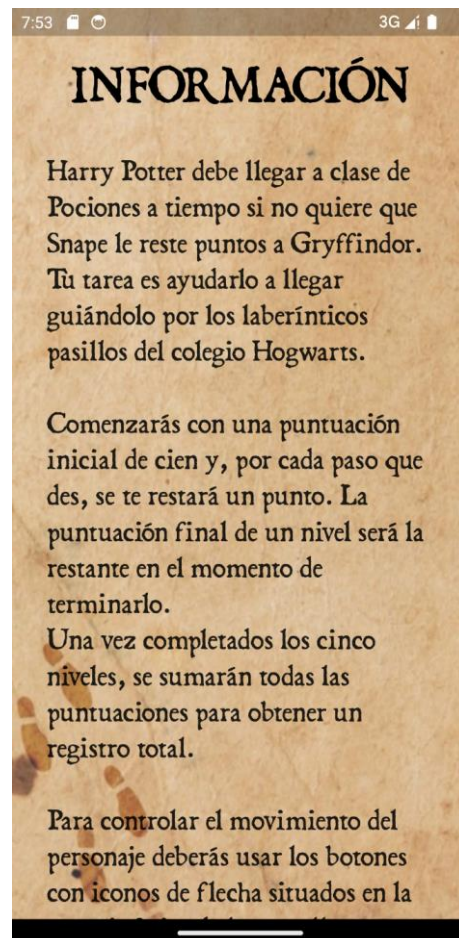 7:53
3G
INFORMACIÓN
Harry Potter debe llegar a clase de
Pociones a tiempo si no quiere que
Snape le reste puntos a Gryffindor.
Tu tarea es ayudarlo a llegar
guiándolo por los laberínticos
pasillos del colegio Hogwarts.
Comenzarás con una puntuación
inicial de cien y, por cada paso que
des, se te restará un punto. La
puntuación final de un nivel será la
restante en el momento de
terminarlo.
Una vez completados los cinco
niveles, se sumarán todas las
puntuaciones para obtener un
registro total.
Para controlar el movimiento del
personaje deberás usar los botones
con iconos de flecha situados en la